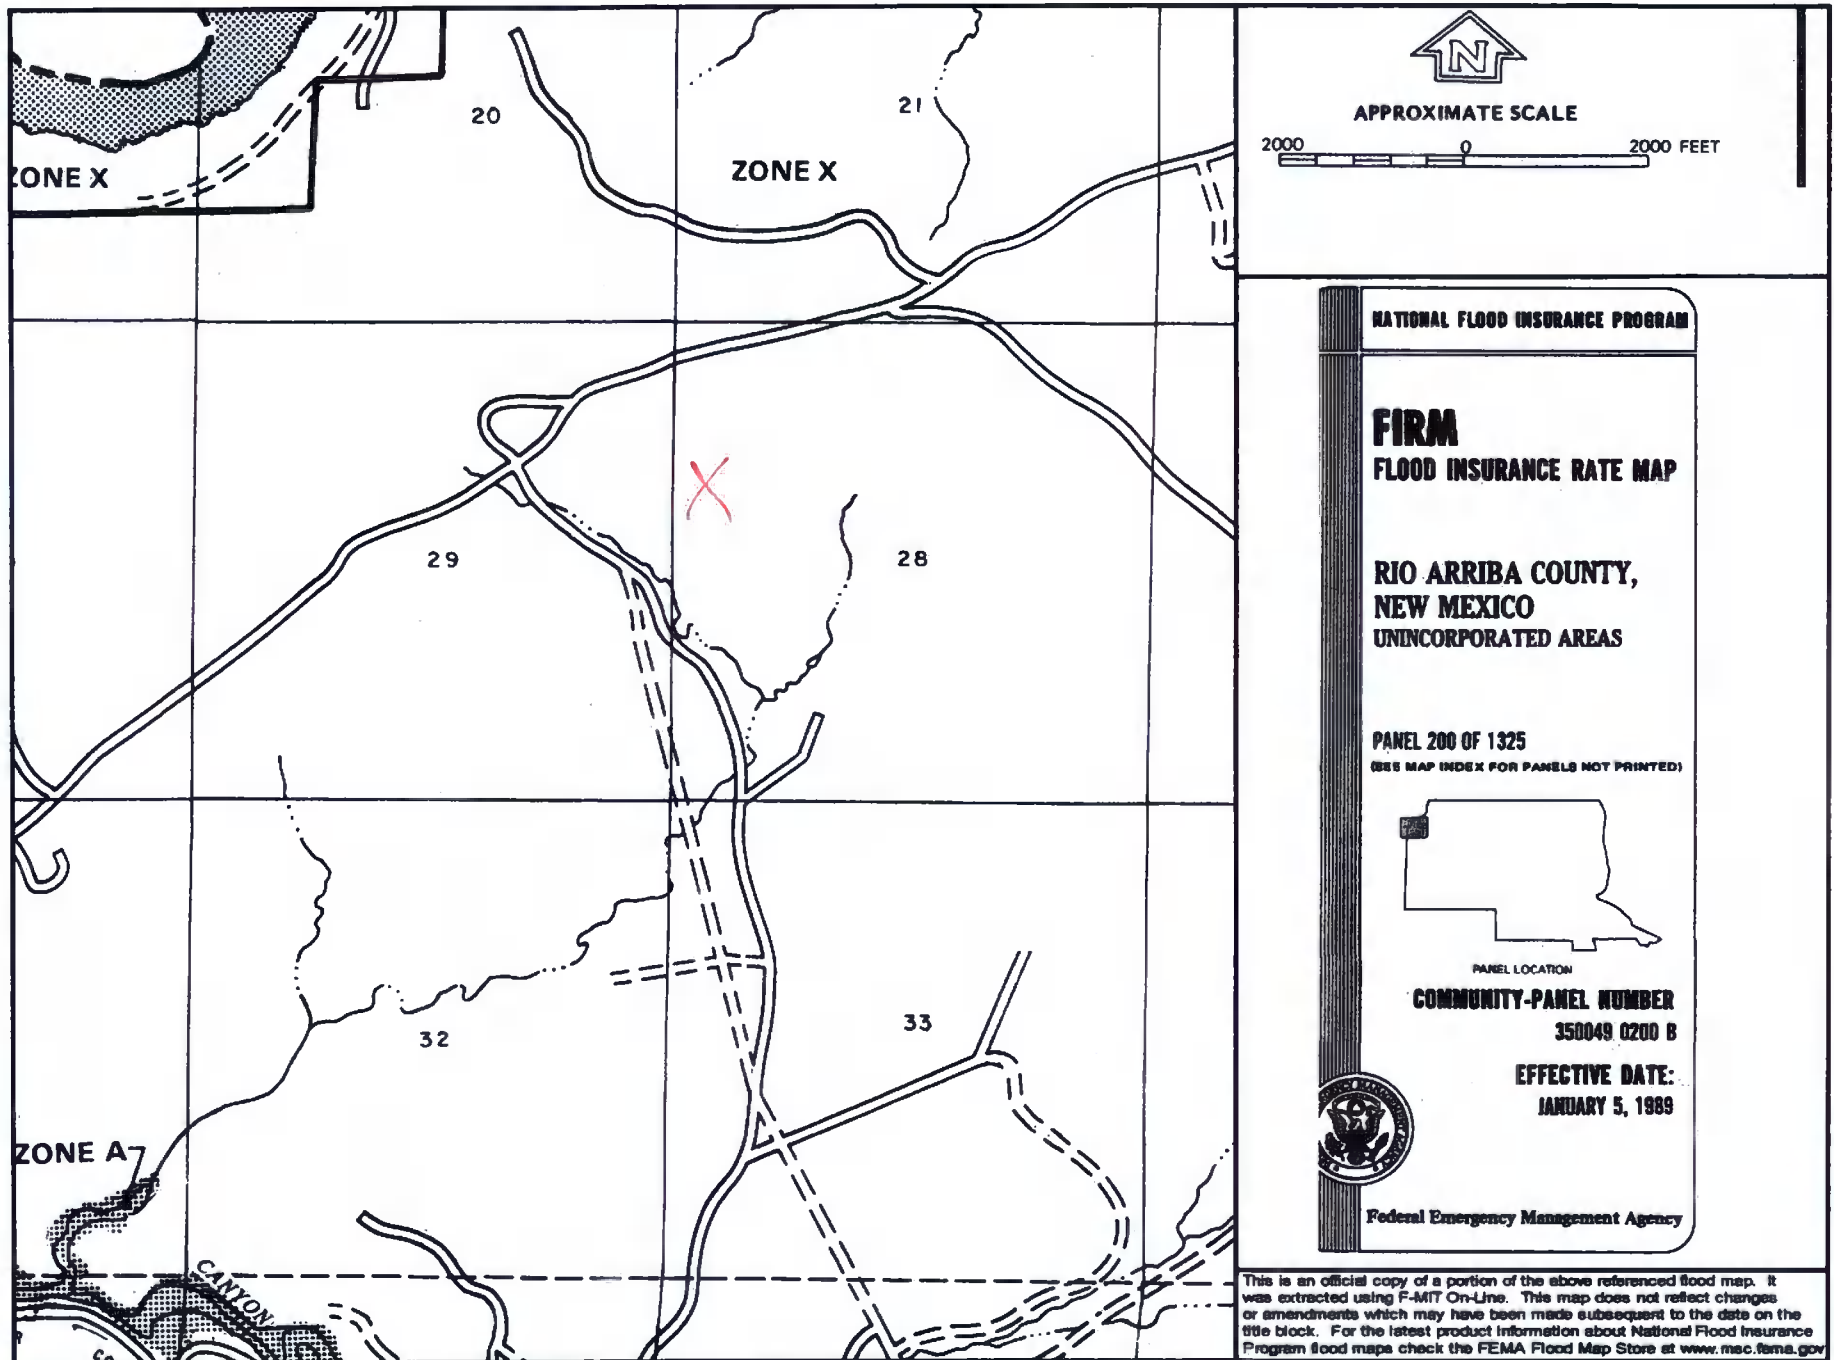 20
21
ZONE X
ZONE X
29
28
32
33
ZONE A
CANYON
N
APPROXIMATE SCALE
2000 0 2000 FEET
NATIONAL FLOOD INSURANCE PROGRAM
FIRM
FLOOD INSURANCE RATE MAP
RIO ARRIBA COUNTY,
NEW MEXICO
UNINCORPORATED AREAS
PANEL 200 OF 1325
(SEE MAP INDEX FOR PANELS NOT PRINTED)
PANEL LOCATION
COMMUNITY-PANEL NUMBER
350049 0200 B
EFFECTIVE DATE:
JANUARY 5, 1989
Federal Emergency Management Agency
This is an official copy of a portion of the above referenced flood map. It
was extracted using F-MIT On-Line. This map does not reflect changes
or amendments which may have been made subsequent to the date on the
title block. For the latest product information about National Flood Insurance
Program flood maps check the FEMA Flood Map Store at www.msc.fema.gov